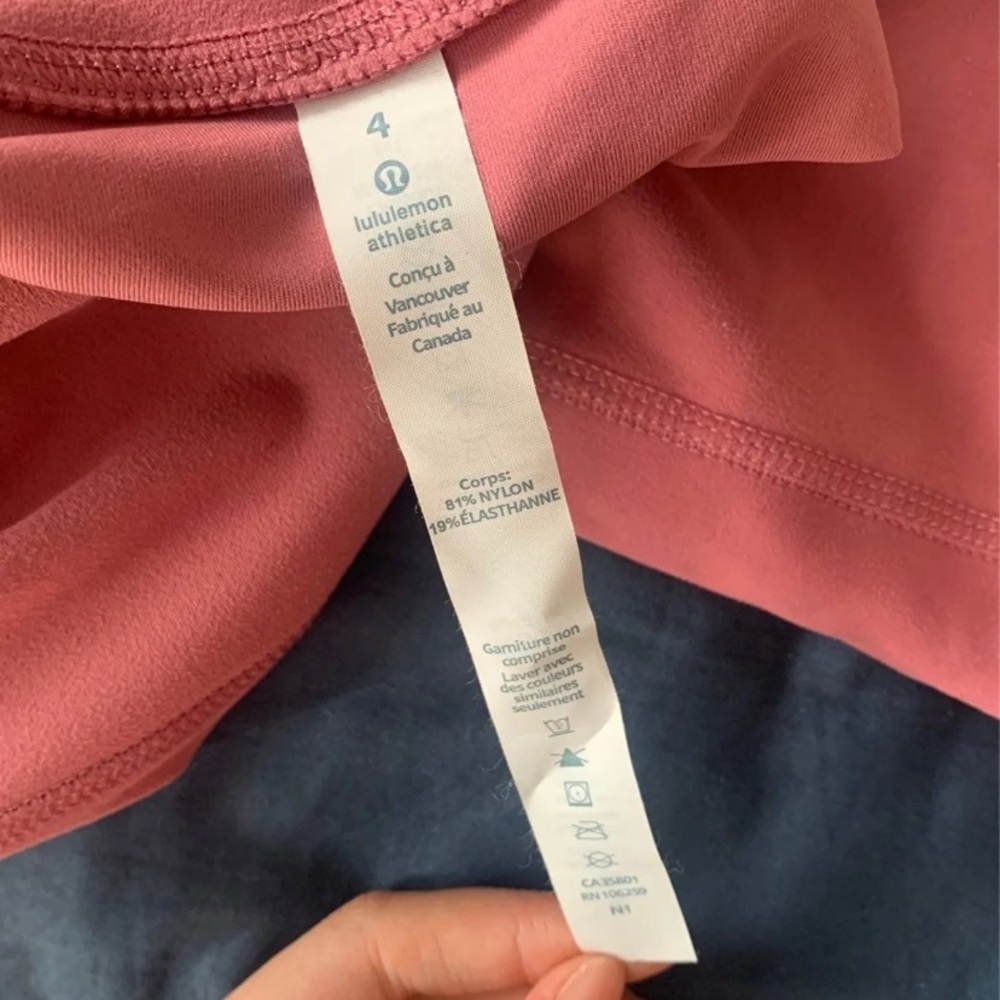 4
lululemon
athletica
Conçu à
Vancouver
Fabriqué au
Canada
Corps:
81% NYLON
19%ÉLASTHANNE
Garniture non
comprise
Laver avec
des couleurs
similaires
seulement
CA35801
RN 106259
N1